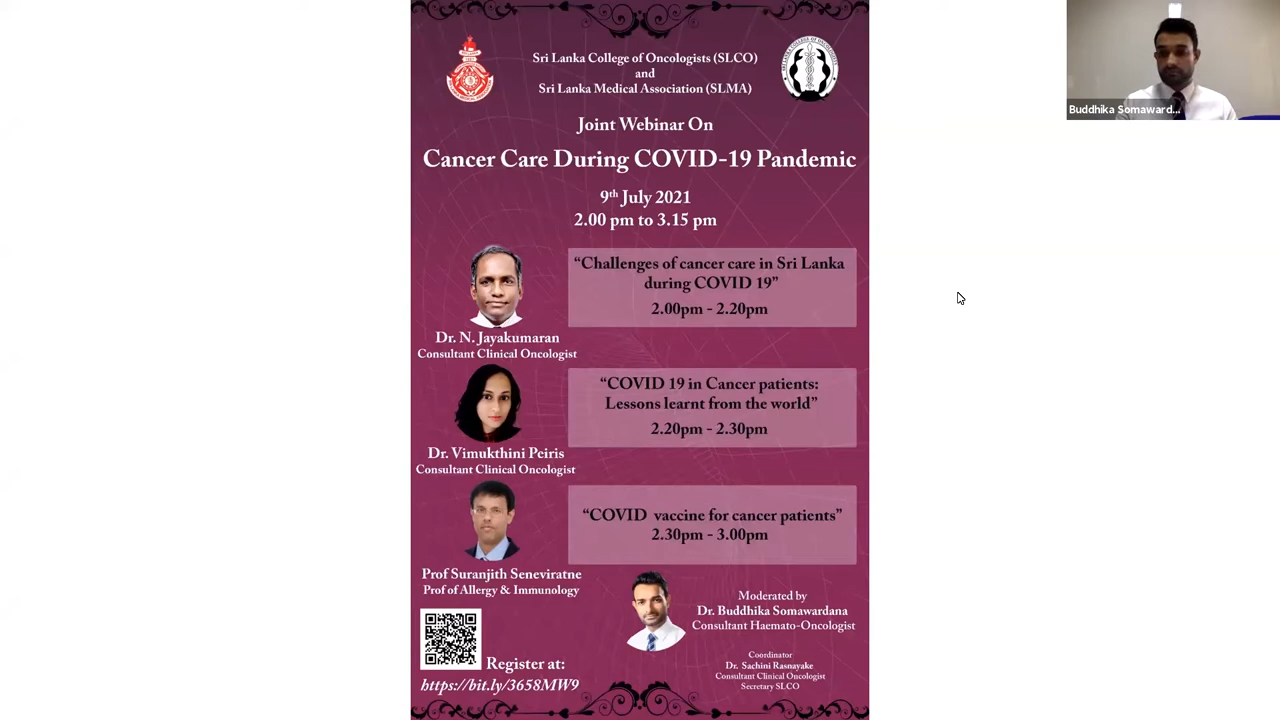 Sri Lanka College of Oncologists (SLCO)
and
Sri Lanka Medical Association (SLMA)
Joint Webinar On
Cancer Care During COVID-19 Pandemic
9th July 2021
2.00 pm to 3.15 pm
“Challenges of cancer care in Sri Lanka
during COVID 19”
2.00pm - 2.20pm
Dr. N. Jayakumaran
Consultant Clinical Oncologist
“COVID 19 in Cancer patients:
Lessons learnt from the world”
2.20pm - 2.30pm
Dr. Vimukthini Peiris
Consultant Clinical Oncologist
“COVID vaccine for cancer patients”
2.30pm - 3.00pm
Prof Suranjith Seneviratne
Prof of Allergy & Immunology
Moderated by
Dr. Buddhika Somawardana
Consultant Haemato-Oncologist
Coordinator
Dr. Sachini Rasnayake
Consultant Clinical Oncologist
Secretary SLCO
Register at:
https://bit.ly/3658MW9
Buddhika Somaward...